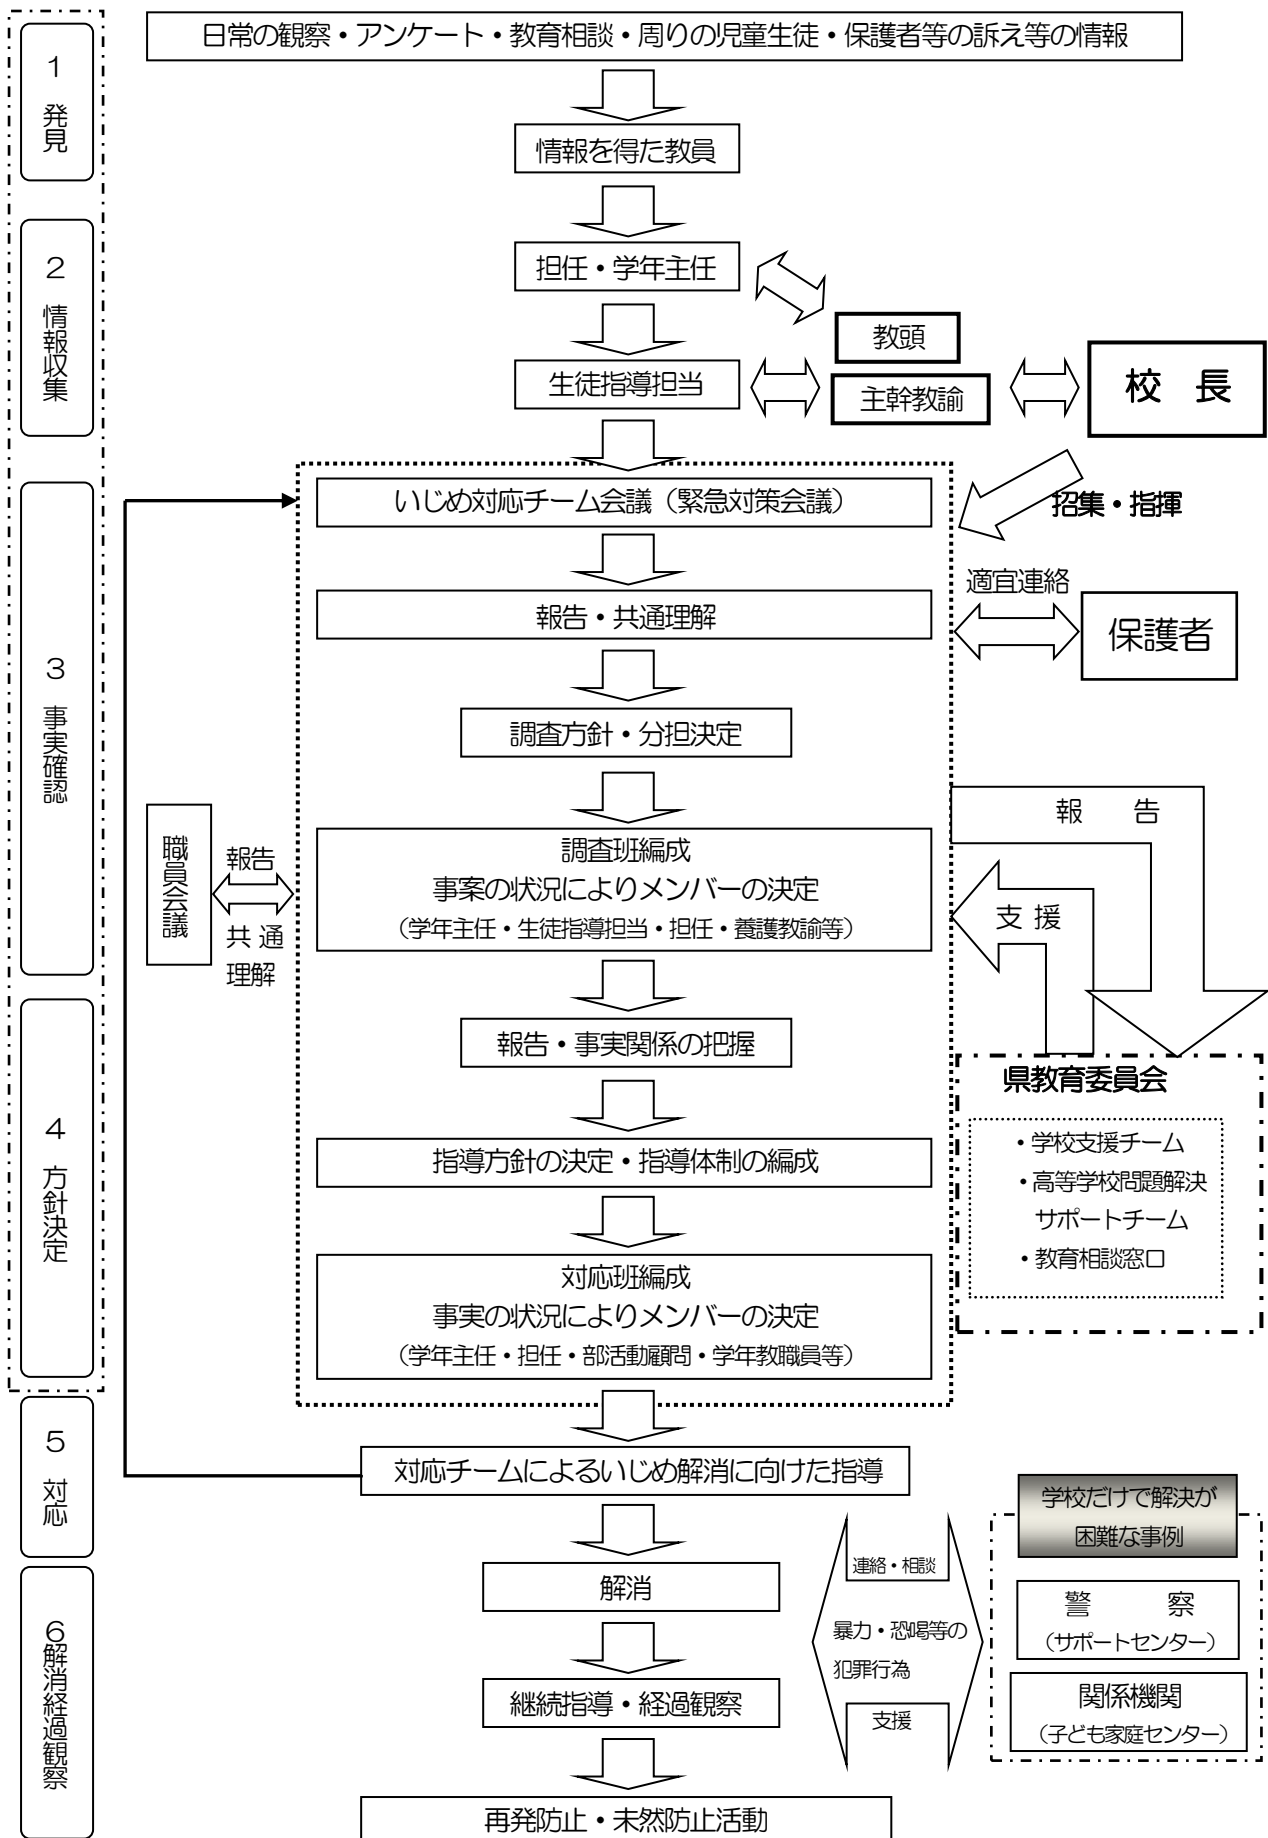 日常の観察・アンケート・教育相談・周りの児童生徒・保護者等の訴え等の情報
1 発見
情報を得た教員
2 情報収集
担任・学年主任
教頭
生徒指導担当
主幹教諭
校 長
招集・指揮
3 事実確認
いじめ対応チーム会議（緊急対策会議）
報告・共通理解
適宜連絡
保護者
調査方針・分担決定
職員会議
報告
共 通
理解
調査班編成
事案の状況によりメンバーの決定
（学年主任・生徒指導担当・担任・養護教諭等）
報 告
支 援
報告・事実関係の把握
4 方針決定
指導方針の決定・指導体制の編成
県教育委員会
・学校支援チーム
・高等学校問題解決
サポートチーム
・教育相談窓口
対応班編成
事実の状況によりメンバーの決定
（学年主任・担任・部活動顧問・学年教職員等）
5 対応
対応チームによるいじめ解消に向けた指導
学校だけで解決が
困難な事例
連絡・相談
暴力・恐喝等の
犯罪行為
支援
警 察
（サポートセンター）
関係機関
（子ども家庭センター）
6解消経過観察
解消
継続指導・経過観察
再発防止・未然防止活動